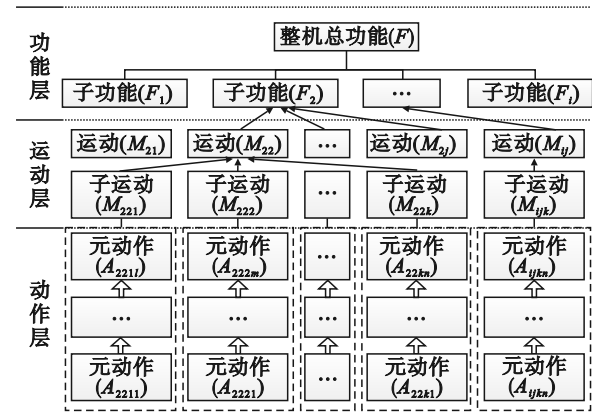 整机总功能(F)
功能层
子功能(F₁) 子功能(F₂) … 子功能(Fᵢ)
运动层
运动(M₂₁) 运动(M₂₂) … 运动(M₂ⱼ) 运动(Mᵢⱼ)
子运动 子运动 … 子运动 子运动
(M₂₂₁) (M₂₂₂) (M₂₂ₖ) (Mᵢⱼₖ)
动作层
元动作 元动作 … 元动作 元动作
(A₂₂₁ₗ) (A₂₂₂ₘ) (A₂₂ₖₙ) (Aᵢⱼₖₙ)
… … … … …
元动作 元动作 … 元动作 元动作
(A₂₂₁₁) (A₂₂₂₁) (A₂₂ₖ₁) (Aᵢⱼₖₙ)